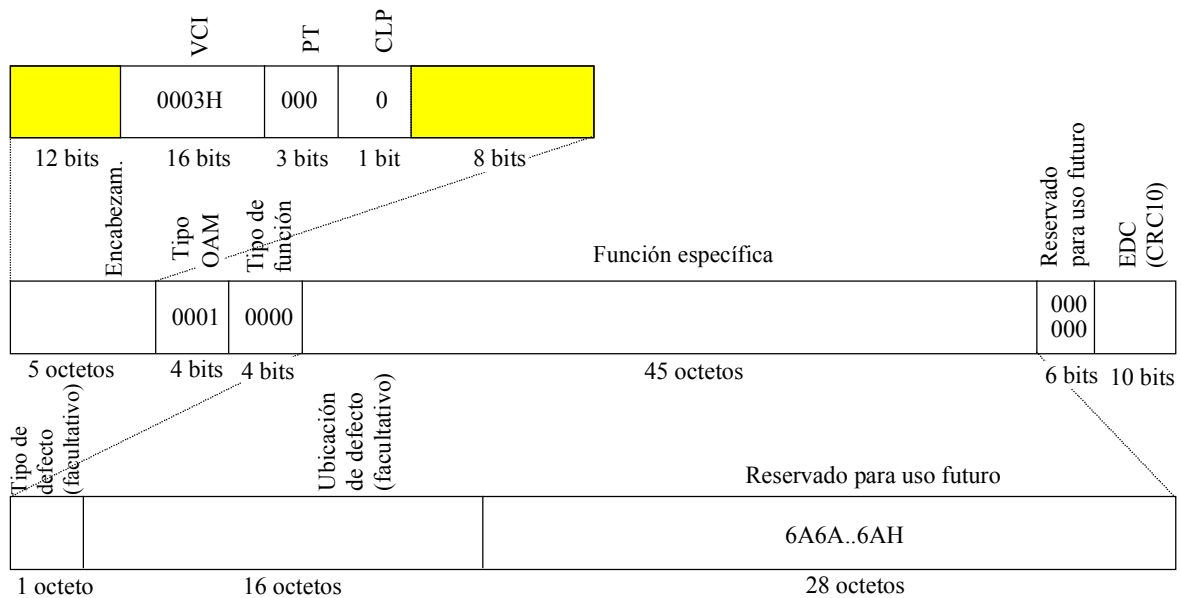 VCI
PT
CLP
0003H
000
0
12 bits
16 bits
3 bits
1 bit
8 bits
Encabezam.
Tipo
OAM
Tipo de
función
Función específica
Reservado
para uso futuro
EDC
(CRC10)
0001
0000
000
000
5 octetos
4 bits
4 bits
45 octetos
6 bits
10 bits
Tipo de
defecto
(facultativo)
Ubicación
de defecto
(facultativo)
Reservado para uso futuro
6A6A..6AH
1 octeto
16 octetos
28 octetos